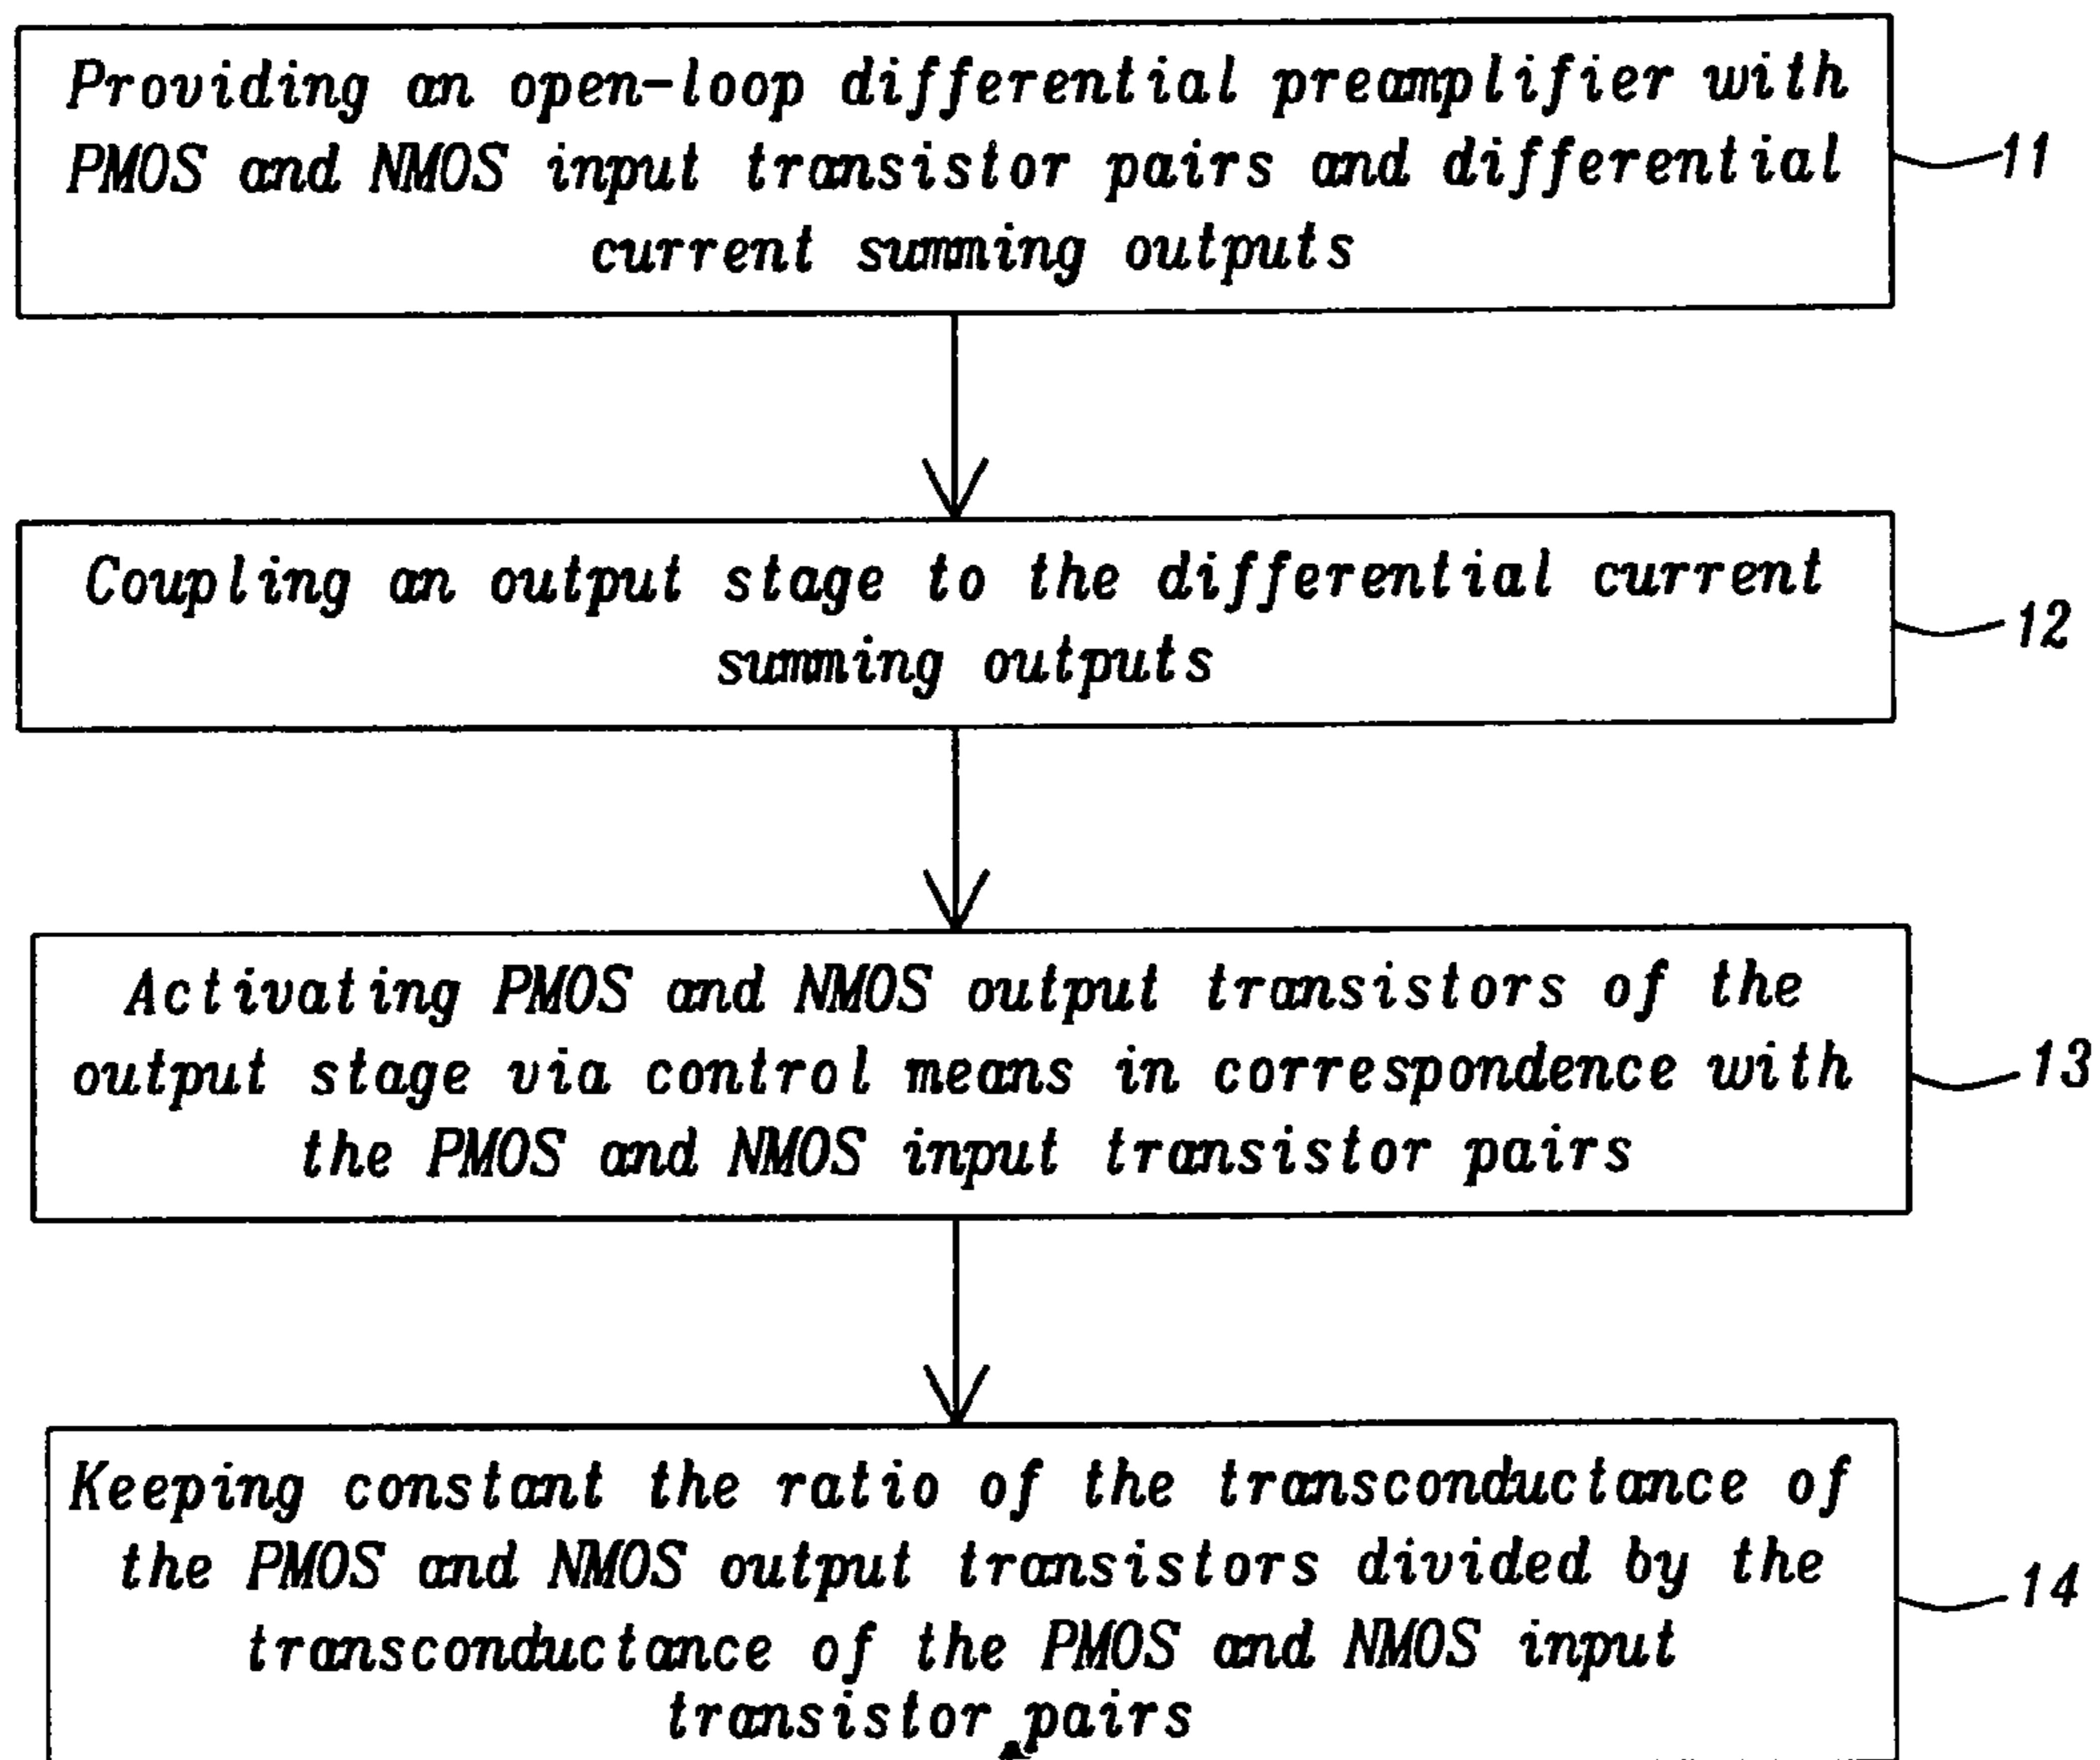 Providing an open-loop differential preamplifier with
PMOS and NMOS input transistor pairs and differential
current summing outputs
11
Coupling an output stage to the differential current
summing outputs
12
Activating PMOS and NMOS output transistors of the
output stage via control means in correspondence with
the PMOS and NMOS input transistor pairs
13
Keeping constant the ratio of the transconductance of
the PMOS and NMOS output transistors divided by the
transconductance of the PMOS and NMOS input
transistor pairs
14